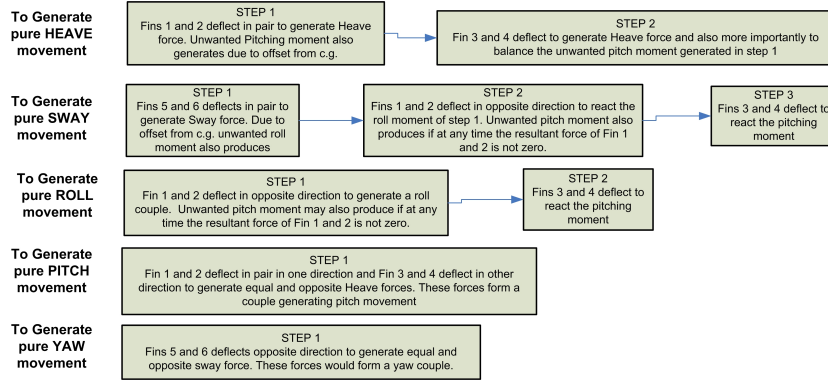 To Generate
pure HEAVE
movement
STEP 1
Fins 1 and 2 defect in pair to generate Heave
force. Unwanted Pitching moment also
generates due to offset from c.g.
STEP 2
Fin 3 and 4 defect to generate Heave force and also more importantly to
balance the unwanted pitch moment generated in step 1
To Generate
pure SWAY
movement
STEP 1
Fins 5 and 6 defects in pair to
generate Sway force. Due to
offset from c.g. unwanted roll
moment also produces
STEP 2
Fins 1 and 2 defect in opposite direction to react the
roll moment of step 1. Unwanted pitch moment also
produces if at any time the resultant force of Fin 1
and 2 is not zero.
STEP 3
Fins 3 and 4 defect to
react the pitching
moment
To Generate
pure ROLL
movement
STEP 1
Fin 1 and 2 defect in opposite direction to generate a roll
couple. Unwanted pitch moment may also produce if at any
time the resultant force of Fin 1 and 2 is not zero.
STEP 2
Fins 3 and 4 defect to
react the pitching
moment
To Generate
pure PITCH
movement
STEP 1
Fin 1 and 2 defect in pair in one direction and Fin 3 and 4 defect in other
direction to generate equal and opposite Heave forces. These forces form a
couple generating pitch movement
To Generate
pure YAW
movement
STEP 1
Fins 5 and 6 defects opposite direction to generate equal and
opposite sway force. These forces would form a yaw couple.